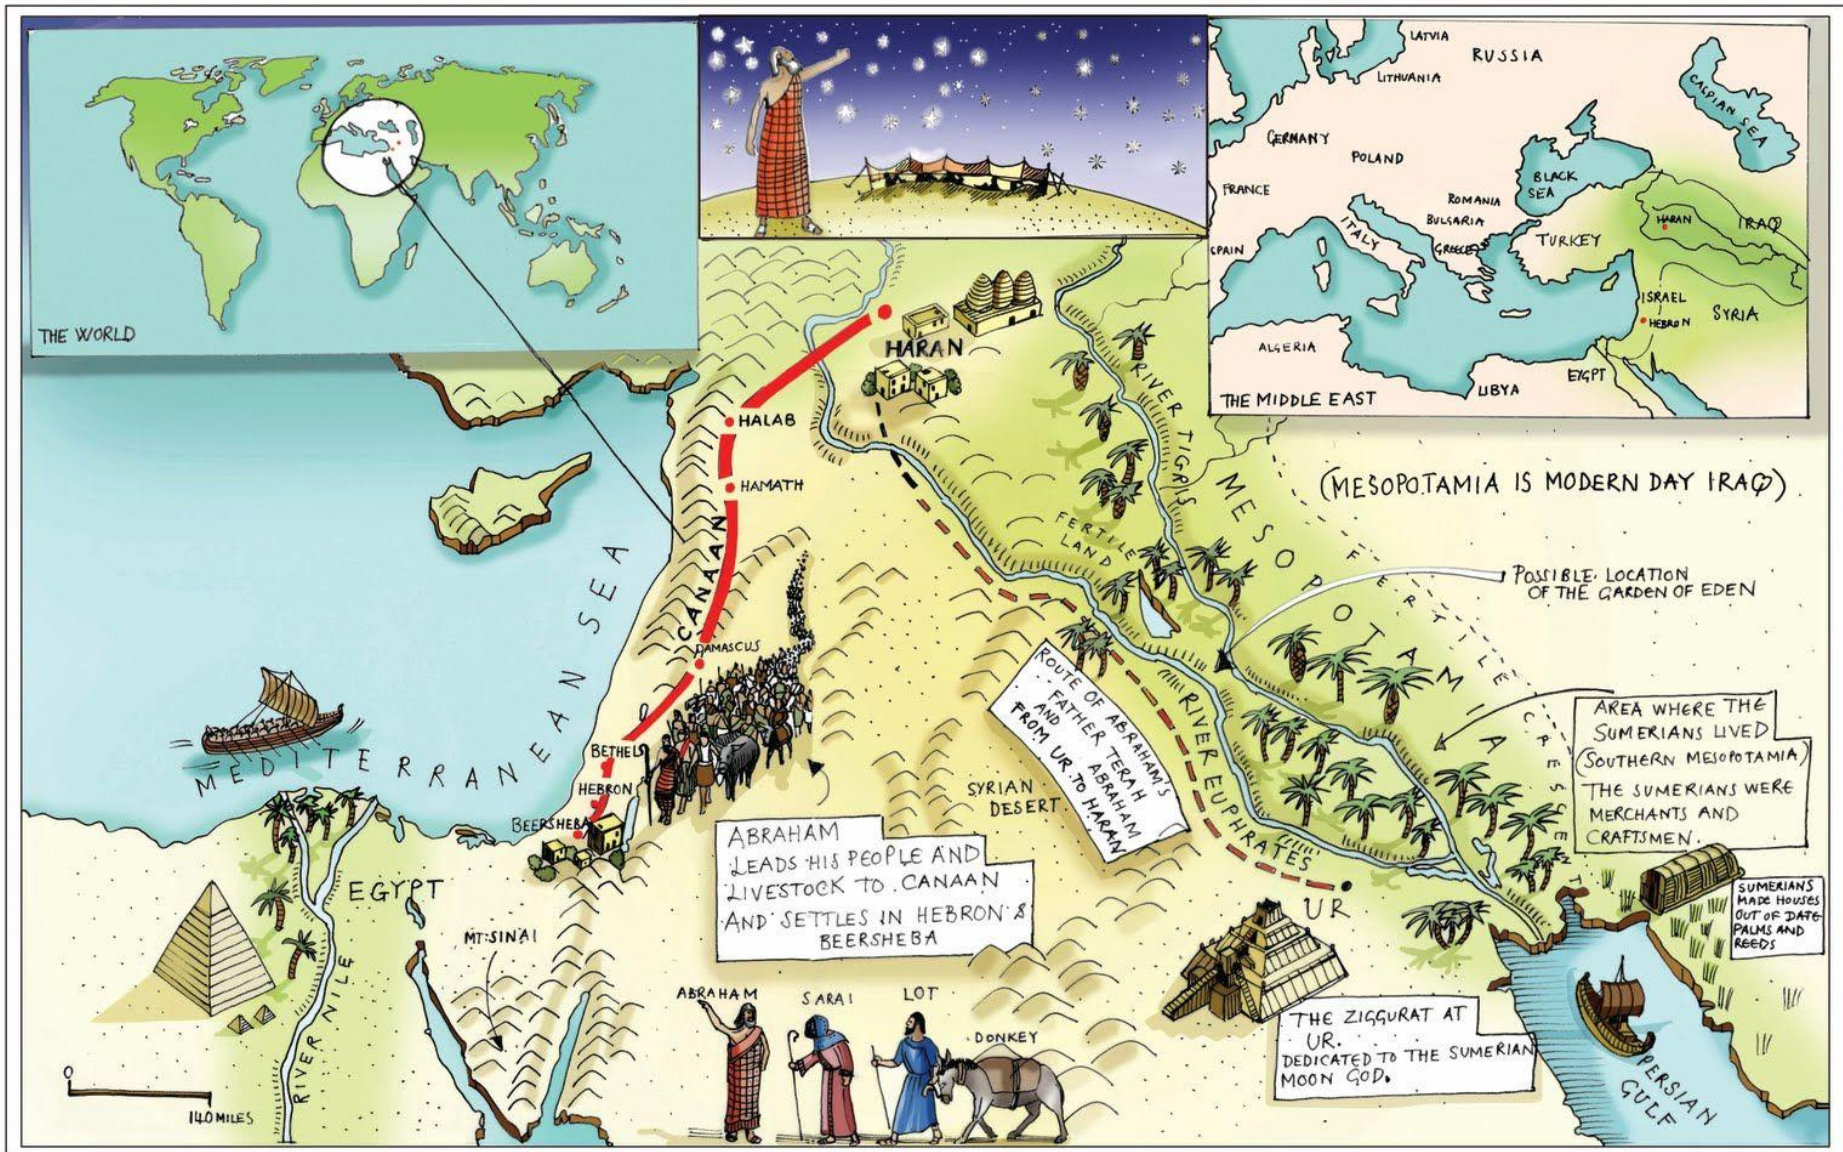 THE WORLD
LATVIA
RUSSIA
LITHUANIA
CASPIAN SEA
GERMANY
POLAND
FRANCE
BLACK
SEA
ROMANIA
BULGARIA
ITALY
GREECE
SPAIN
TURKEY
HARAN
IRAQ
ISRAEL
HEBRON
SYRIA
ALGERIA
EYGPT
LIBYA
THE MIDDLE EAST
HARAN
HALAB
HAMATH
CANAAN
DAMASCUS
BETHEL
HEBRON
BEERSHEBA
RIVER TIGRIS
MESOPOTAMIA
(MESOPOTAMIA IS MODERN DAY IRAQ)
FERTILE
LAND
FERTILE CRESENT
POSSIBLE LOCATION
OF THE GARDEN OF EDEN
MEDITERRANEAN SEA
ROUTE OF ABRAHAM'S
FATHER TERAH
AND ABRAHAM
FROM UR TO HARAN
RIVER EUPHRATES
SYRIAN
DESERT
AREA WHERE THE
SUMERIANS LIVED
(SOUTHERN MESOPOTAMIA)
THE SUMERIANS WERE
MERCHANTS AND
CRAFTSMEN.
ABRAHAM
LEADS HIS PEOPLE AND
LIVESTOCK TO CANAAN
AND SETTLES IN HEBRON &
BEERSHEBA
UR
SUMERIANS
MADE HOUSES
OUT OF DATE
PALMS AND
REEDS
EGYPT
MT. SINAI
RIVER NILE
0
140 MILES
ABRAHAM
SARAI
LOT
DONKEY
THE ZIGGURAT AT
UR.
DEDICATED TO THE SUMERIAN
MOON GOD.
PERSIAN
GULF